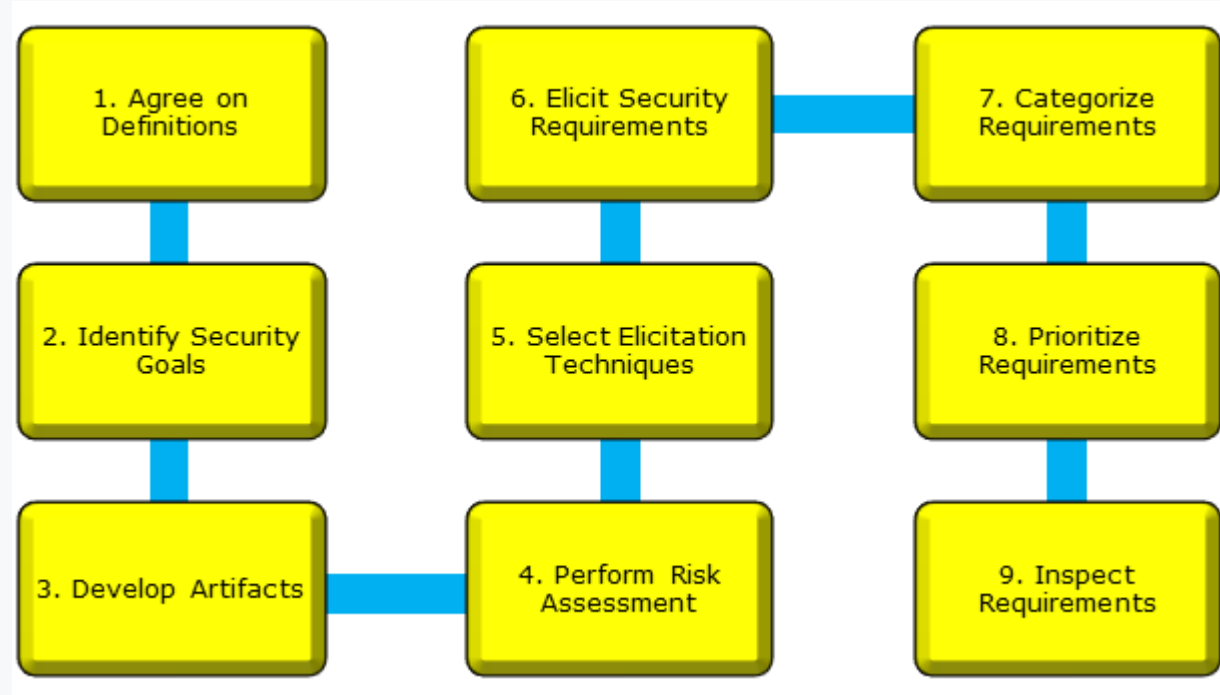 1. Agree on
Definitions
2. Identify Security
Goals
3. Develop Artifacts
4. Perform Risk
Assessment
5. Select Elicitation
Techniques
6. Elicit Security
Requirements
7. Categorize
Requirements
8. Prioritize
Requirements
9. Inspect
Requirements